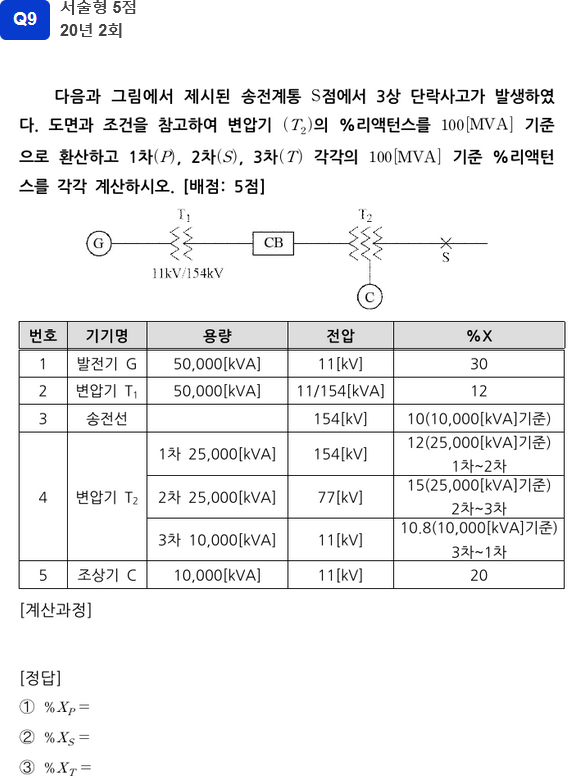 Q9
서술형 5점
20년 2회
다음과 그림에서 제시된 송전계통 S점에서 3상 단락사고가 발생하였
다. 도면과 조건을 참고하여 변압기 (T₂)의 %리액턴스를 100[MVA] 기준
으로 환산하고 1차(P), 2차(S), 3차(T) 각각의 100[MVA] 기준 %리액턴
스를 각각 계산하시오. [배점: 5점]
T₁ T₂
G CB
S
11kV/154kV
C
번호 기기명 용량 전압 %X
1 발전기 G 50,000[kVA] 11[kV] 30
2 변압기 T₁ 50,000[kVA] 11/154[kVA] 12
3 송전선 154[kV] 10(10,000[kVA]기준)
4 변압기 T₂ 1차 25,000[kVA] 154[kV] 12(25,000[kVA]기준)
1차~2차
2차 25,000[kVA] 77[kV] 15(25,000[kVA]기준)
2차~3차
3차 10,000[kVA] 11[kV] 10.8(10,000[kVA]기준)
3차~1차
5 조상기 C 10,000[kVA] 11[kV] 20
[계산과정]
[정답]
① %X_P =
② %X_S =
③ %X_T =